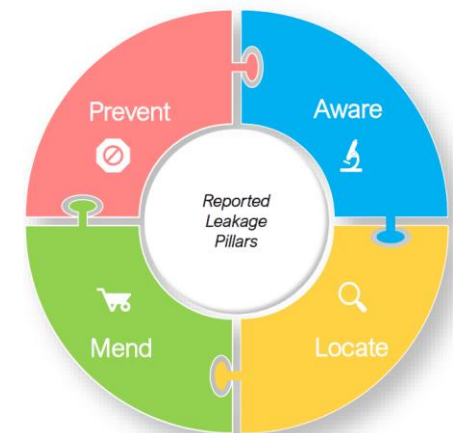 Prevent
Aware
Reported
Leakage
Pillars
Mend
Locate